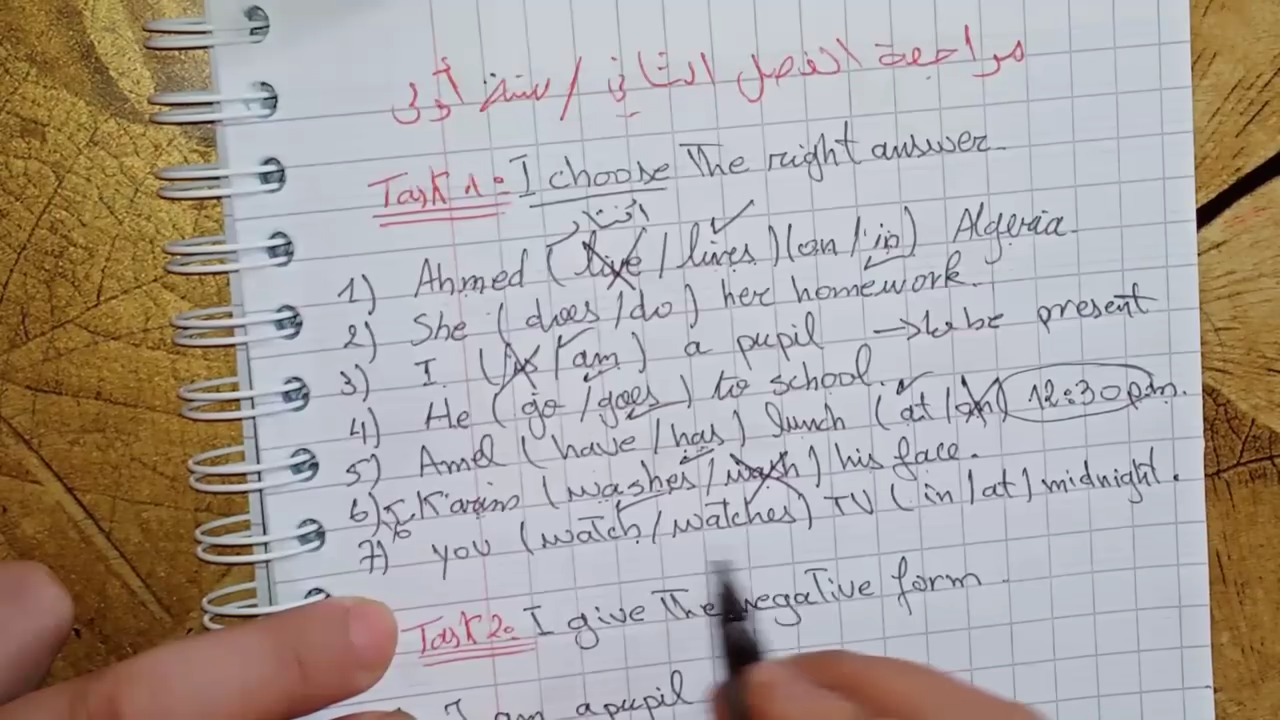 مراجعة الفصل الثاني / سنة أولى
Task 1: I choose The right answer.
1) Ahmed (live / lives) (on / in) Algeria.
2) She (does / do) her homework.
3) I (is / am) a pupil → to be present
4) He (go / goes) to school.
5) Amel (have / has) lunch (at / on) 12:30 pm.
6) Karim (washes / wash) his face.
7) you (watch / watches) TV (in / at) midnight.
Task 2: I give The negative form.
I am a pupil